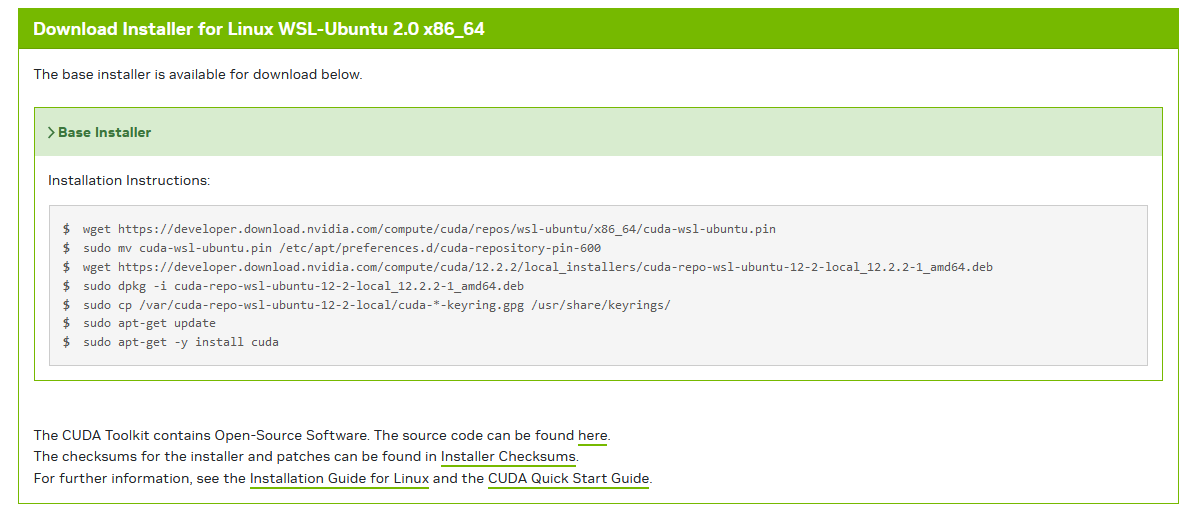 Download Installer for Linux WSL-Ubuntu 2.0 x86_64
The base installer is available for download below.
Base Installer
Installation Instructions:
$ wget https://developer.download.nvidia.com/compute/cuda/repos/wsl-ubuntu/x86_64/cuda-wsl-ubuntu.pin
$ sudo mv cuda-wsl-ubuntu.pin /etc/apt/preferences.d/cuda-repository-pin-600
$ wget https://developer.download.nvidia.com/compute/cuda/12.2.2/local_installers/cuda-repo-wsl-ubuntu-12-2-local_12.2.2-1_amd64.deb
$ sudo dpkg -i cuda-repo-wsl-ubuntu-12-2-local_12.2.2-1_amd64.deb
$ sudo cp /var/cuda-repo-wsl-ubuntu-12-2-local/cuda-*-keyring.gpg /usr/share/keyrings/
$ sudo apt-get update
$ sudo apt-get -y install cuda
The CUDA Toolkit contains Open-Source Software. The source code can be found here.
The checksums for the installer and patches can be found in Installer Checksums.
For further information, see the Installation Guide for Linux and the CUDA Quick Start Guide.